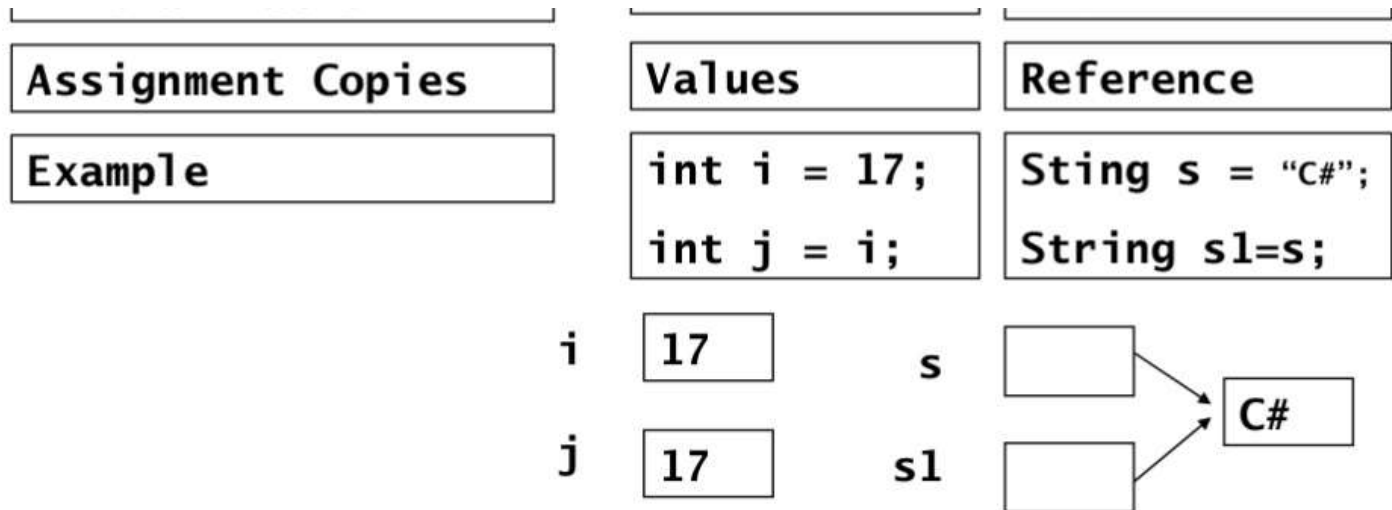 Assignment Copies
Values
Reference
Example
int i = 17;
int j = i;
Sting s = “C#”;
String s1=s;
i
17
j
17
s
s1
C#